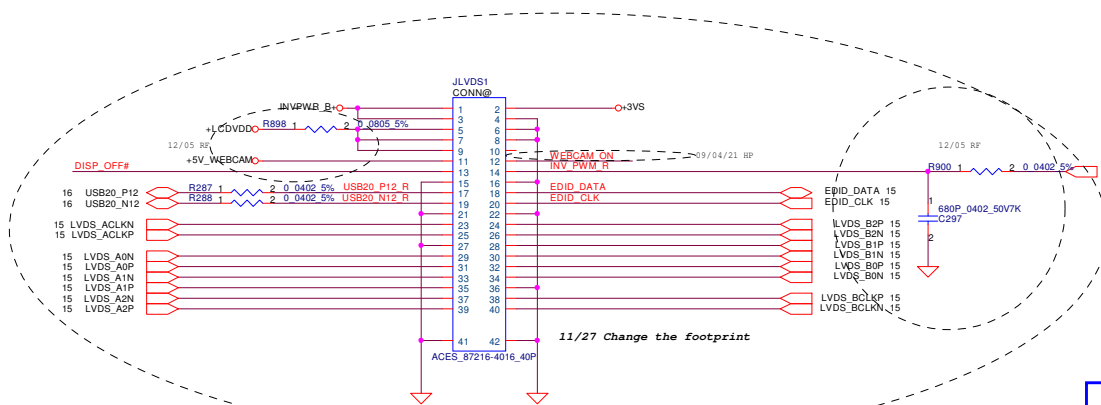 JLVDS1
CONN@
INVPWR_B+
1 2
+3VS
3 4
+LCDVDD R898 1 2 0_0805_5%
5 6
7 8
12/05 RF
9 10
12/05 RF
WEBCAM_ON
09/04/21 HP
+5V_WEBCAM
11 12
DISP_OFF#
13 14
INV_PWM_R
R900 1 2 0_0402_5%
15 16
16 USB20_P12 R287 1 2 0_0402_5% USB20_P12_R
17 18
EDID_DATA
EDID_DATA 15
16 USB20_N12 R288 1 2 0_0402_5% USB20_N12_R
19 20
EDID_CLK
EDID_CLK 15
1
680P_0402_50V7K
C297
2
21 22
15 LVDS_ACLKN
23 24
LVDS_B2P 15
15 LVDS_ACLKP
25 26
LVDS_B2N 15
27 28
LVDS_B1P 15
15 LVDS_A0N
29 30
LVDS_B1N 15
15 LVDS_A0P
31 32
LVDS_B0P 15
15 LVDS_A1N
33 34
LVDS_B0N 15
15 LVDS_A1P
35 36
15 LVDS_A2N
37 38
LVDS_BCLKP 15
15 LVDS_A2P
39 40
LVDS_BCLKN 15
41 42
11/27 Change the footprint
ACES_87216-4016_40P